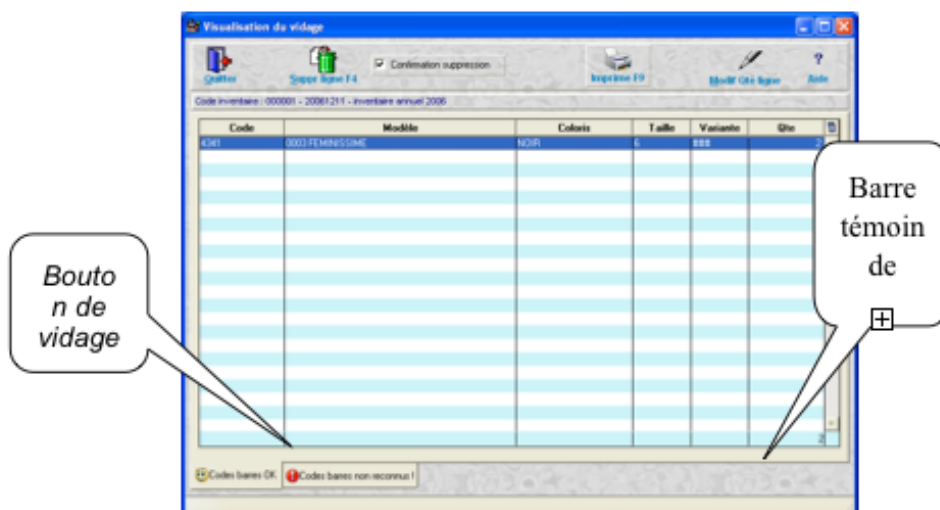 Visualisation du vidage
Quitter
Suppr ligne F4
Confirmation suppression
Imprime F9
Modif Qté ligne
?
Aide
Code inventaire : 000001 - 20061211 - inventaire annuel 2006
Code Modèle Coloris Taille Variante Qte
4341 0003 FEMINISSIME NOIR 6 ### 2
2
Barre
témoin
de
Bouto
n de
vidage
Codes barres OK
Codes barres non reconnus !